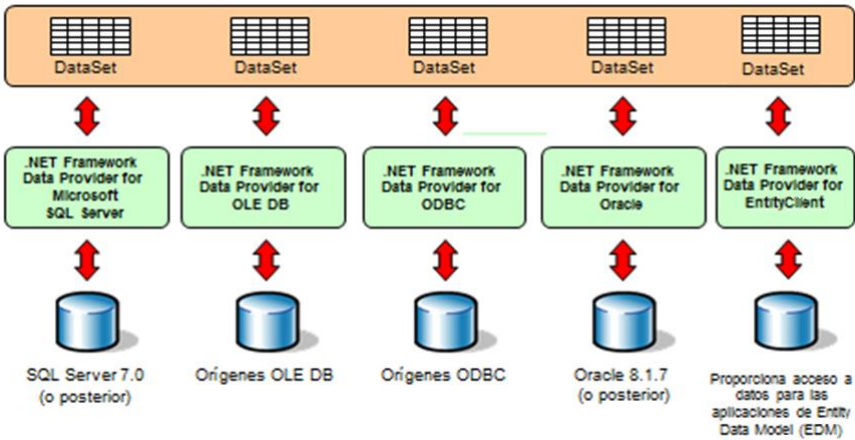 DataSet
DataSet
DataSet
DataSet
DataSet
.NET Framework
Data Provider for
Microsoft
SQL Server
.NET Framework
Data Provider for
OLE DB
.NET Framework
Data Provider for
ODBC
.NET Framework
Data Provider for
Oracle
.NET Framework
Data Provider for
EntityClient
SQL Server 7.0
(o posterior)
Orígenes OLE DB
Orígenes ODBC
Oracle 8.1.7
(o posterior)
Proporciona acceso a
datos para las
aplicaciones de Entity
Data Model (EDM)